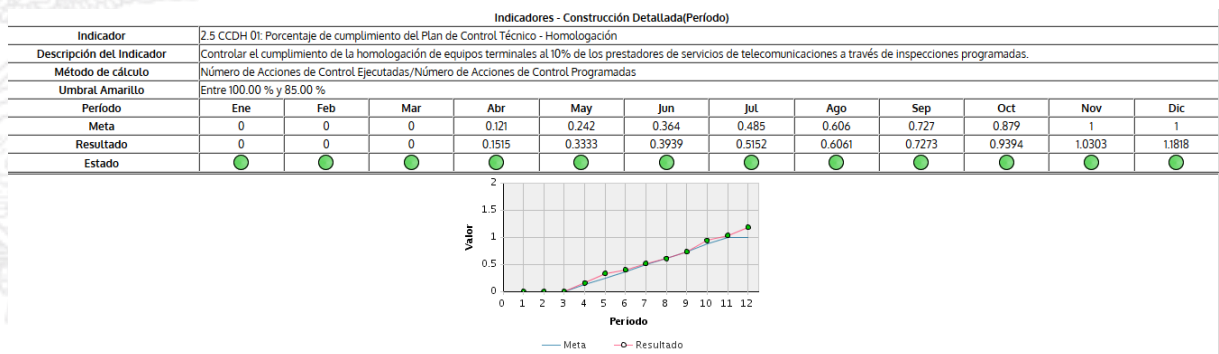 Indicadores - Construcción Detallada(Período)
Indicador 2.5 CCDH 01: Porcentaje de cumplimiento del Plan de Control Técnico - Homologación
Descripción del Indicador Controlar el cumplimiento de la homologación de equipos terminales al 10% de los prestadores de servicios de telecomunicaciones a través de inspecciones programadas.
Método de cálculo Número de Acciones de Control Ejecutadas/Número de Acciones de Control Programadas
Umbral Amarillo Entre 100.00 % y 85.00 %
Período Ene Feb Mar Abr May Jun Jul Ago Sep Oct Nov Dic
Meta 0 0 0 0.121 0.242 0.364 0.485 0.606 0.727 0.879 1 1
Resultado 0 0 0 0.1515 0.3333 0.3939 0.5152 0.6061 0.7273 0.9394 1.0303 1.1818
Estado
2
1.5
1
0.5
0
Valor
0 1 2 3 4 5 6 7 8 9 10 11 12
Período
Meta Resultado